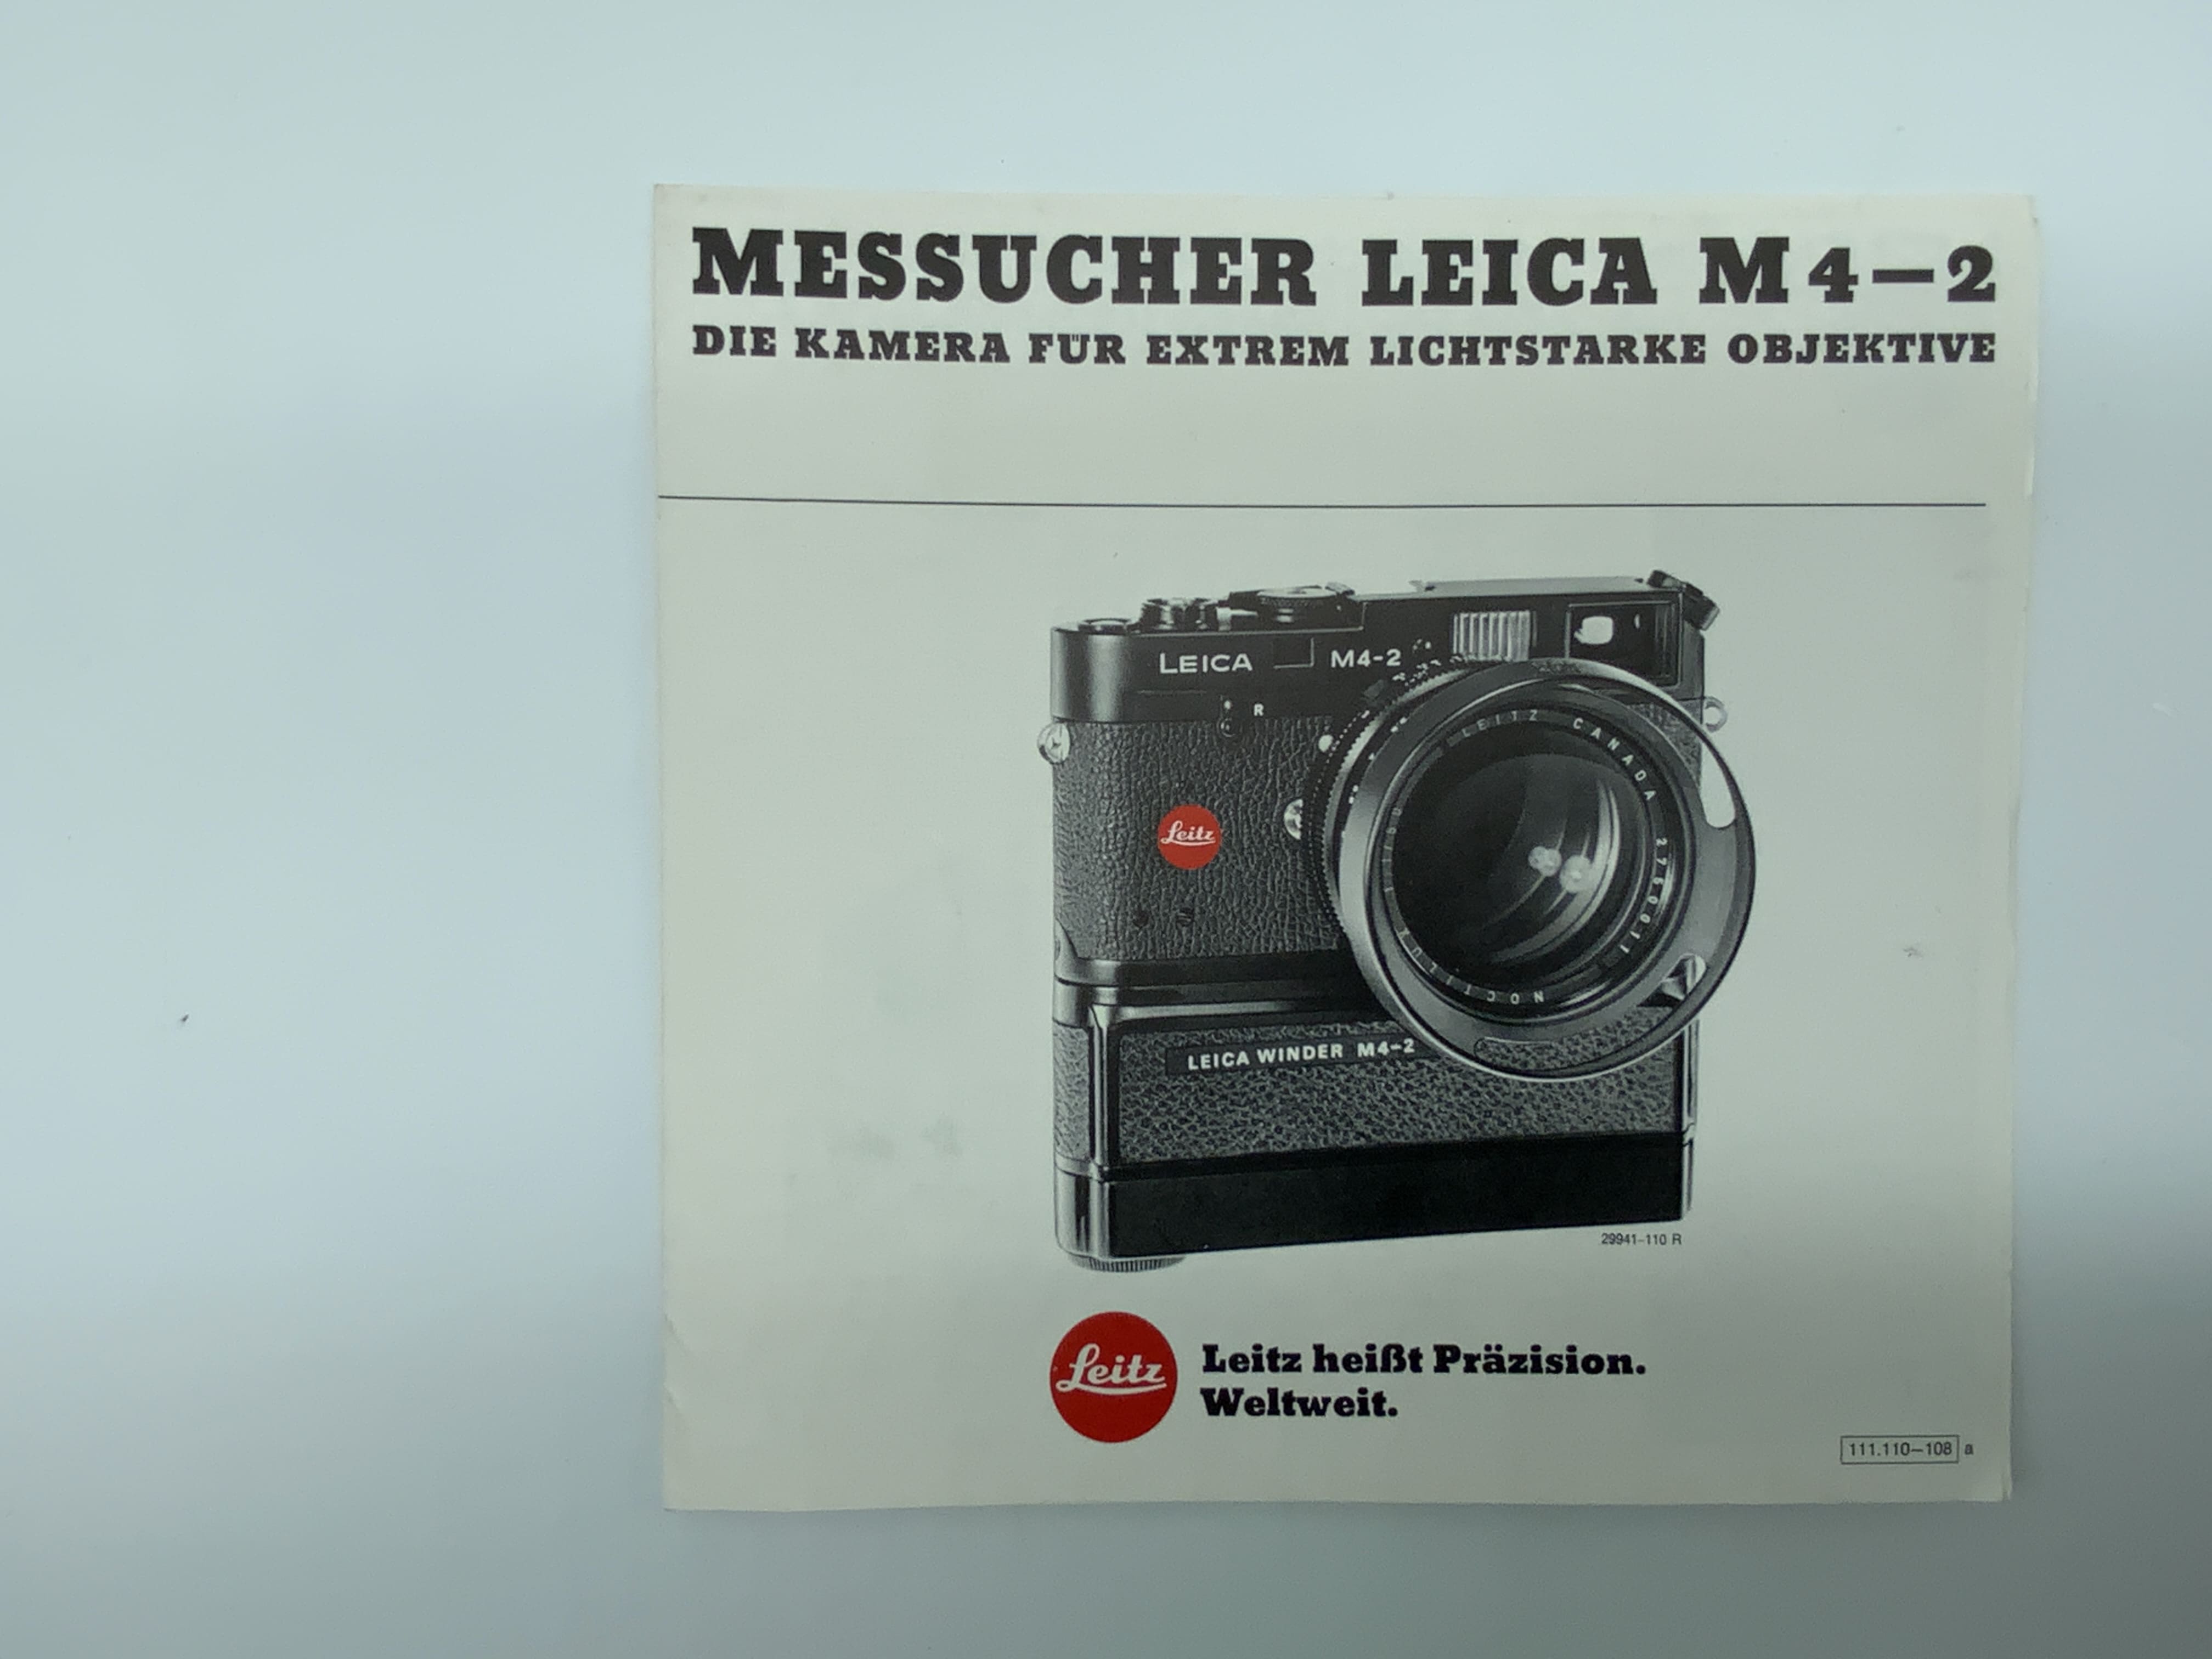 MESSUCHER LEICA M4–2
DIE KAMERA FÜR EXTREM LICHTSTARKE OBJEKTIVE
LEICA M4-2
R
Leitz
LEITZ CANADA 2750011
NOCTILUX
LEICA WINDER M4-2
29941-110 R
Leitz
Leitz heißt Präzision.
Weltweit.
111.110–108 a